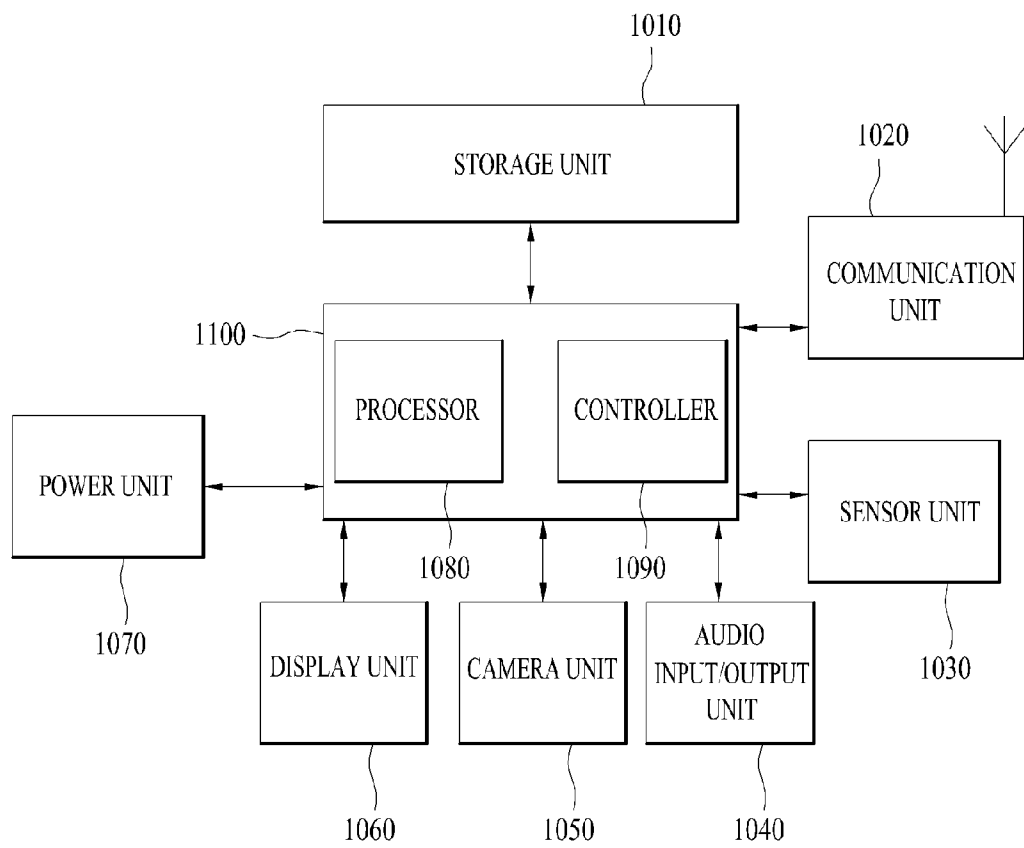 1010
STORAGE UNIT
1020
COMMUNICATION
UNIT
1100
PROCESSOR
CONTROLLER
POWER UNIT
SENSOR UNIT
1080
1090
1070
DISPLAY UNIT
CAMERA UNIT
AUDIO
INPUT/OUTPUT
UNIT
1030
1060
1050
1040